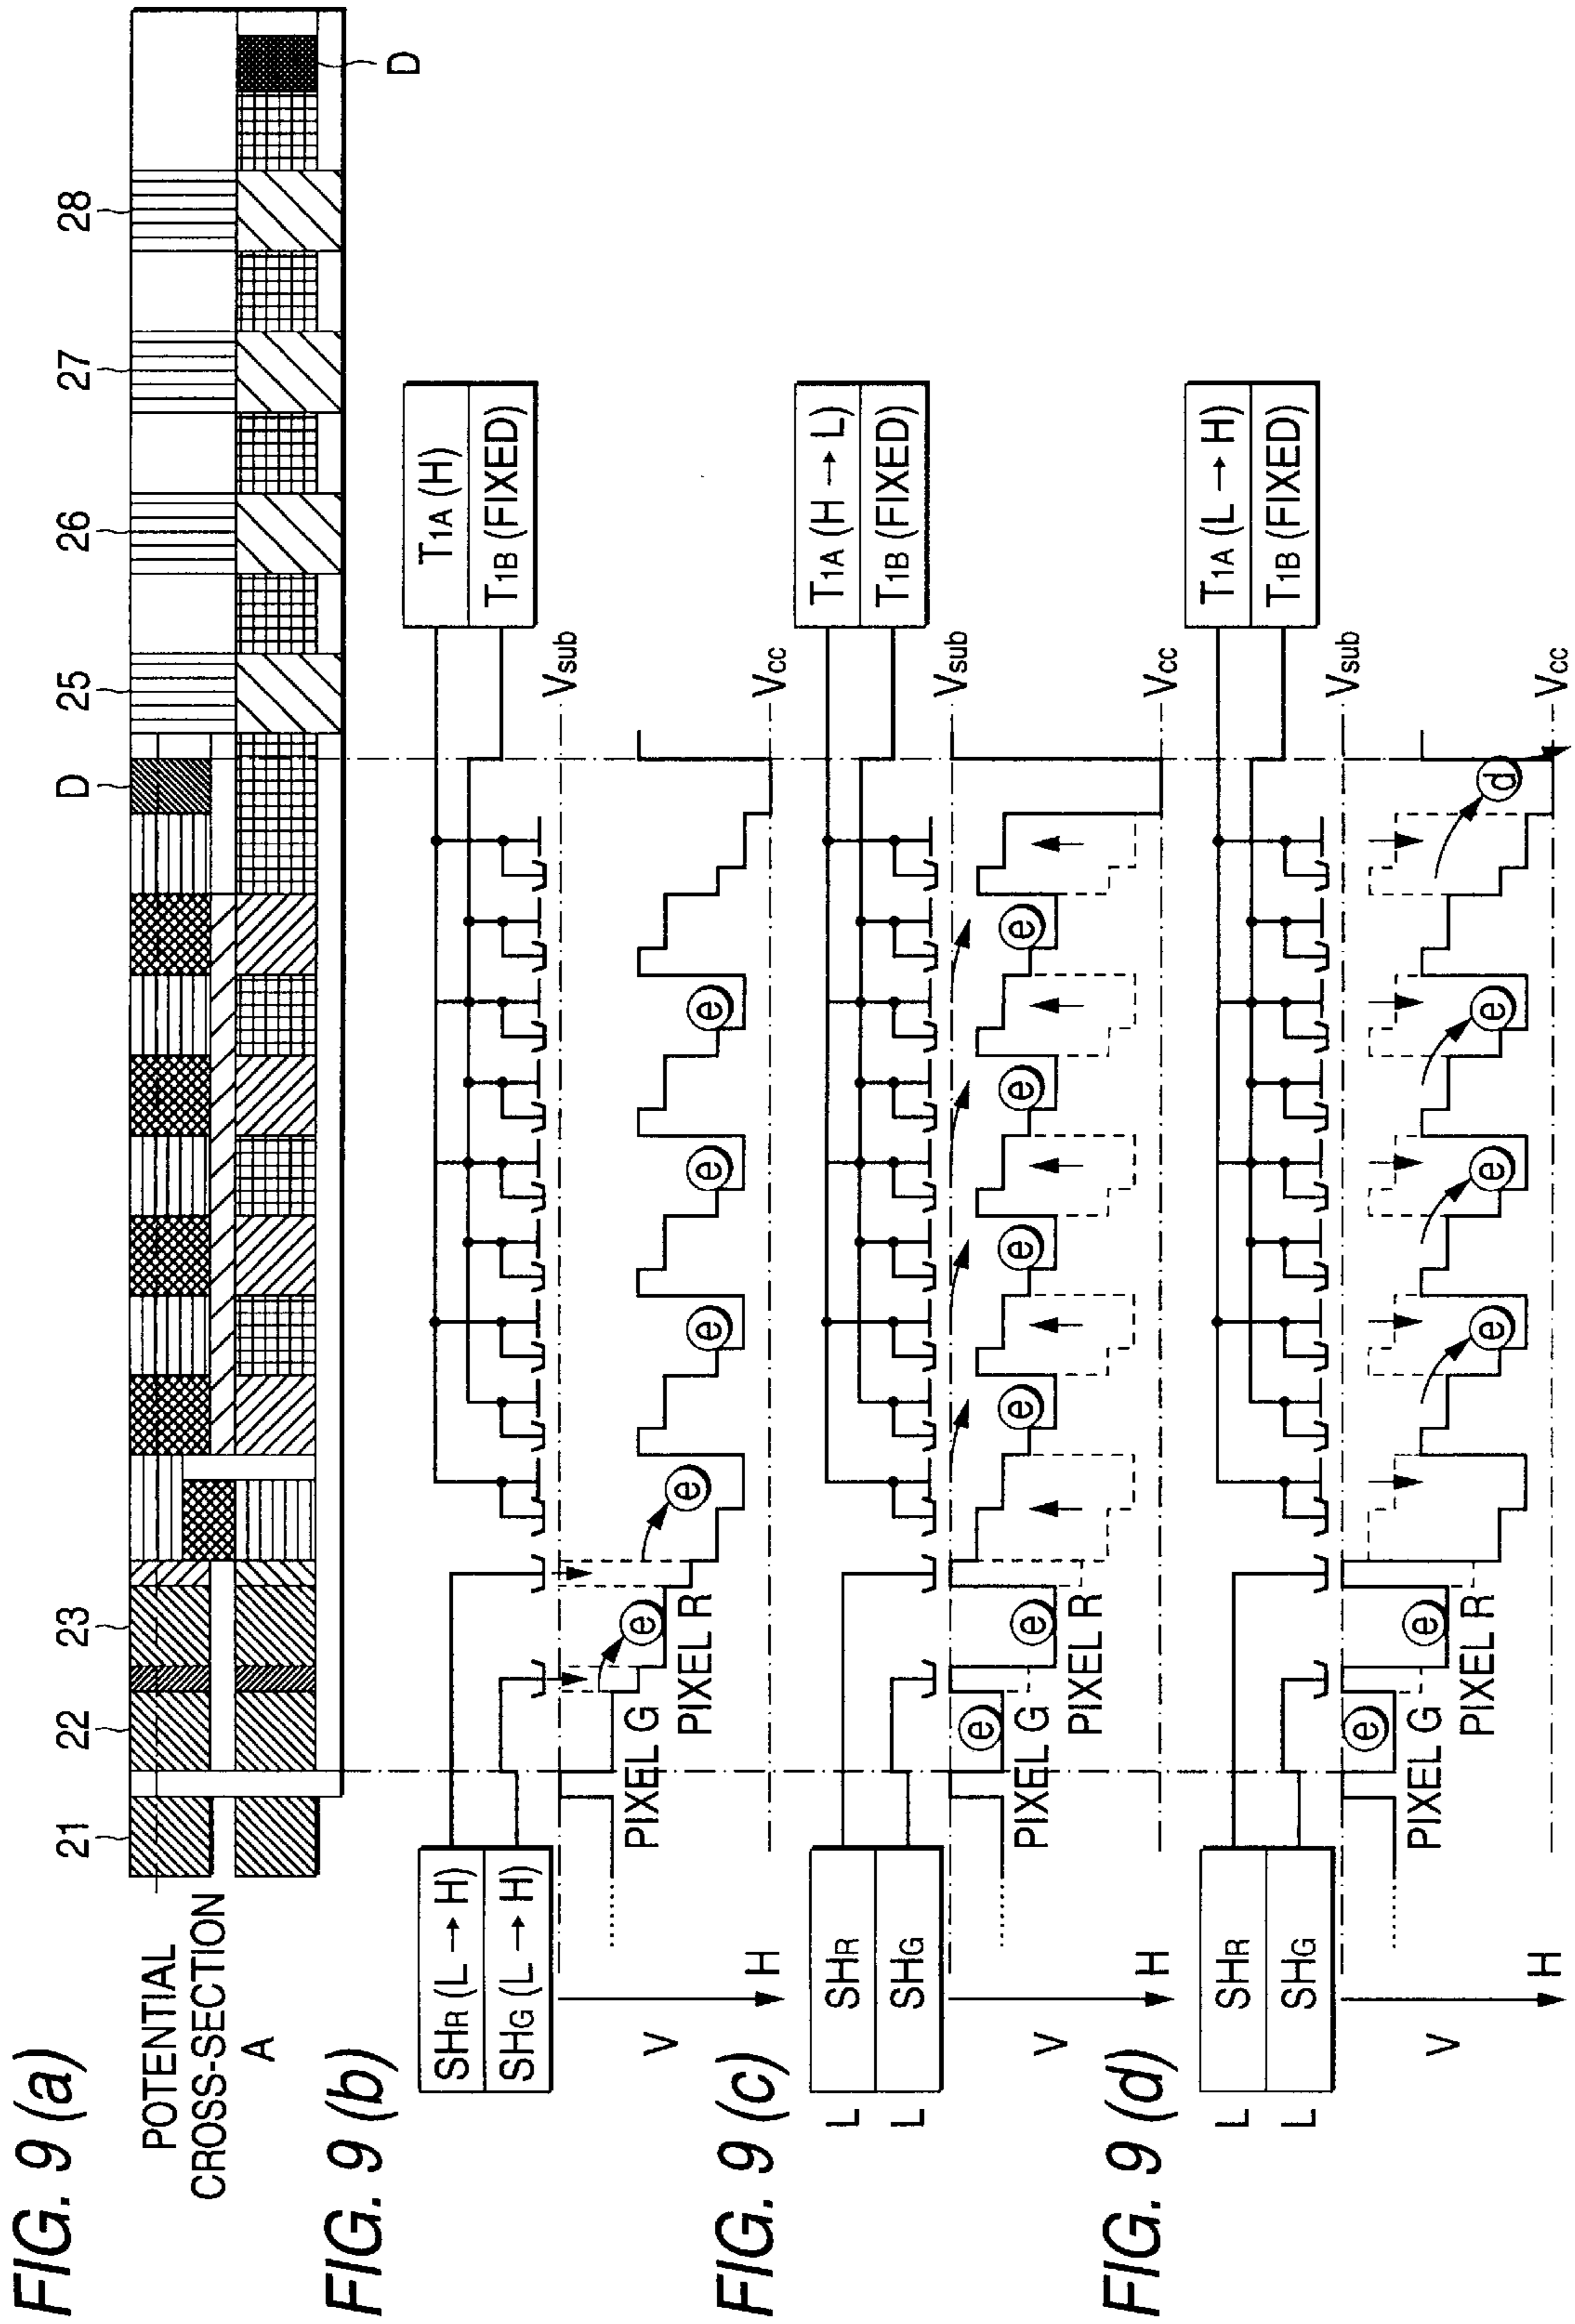 FIG. 9 (a)
POTENTIAL
CROSS-SECTION
A
21
22
23
D
25
26
27
28
D
FIG. 9 (b)
SHR (L → H)
SHG (L → H)
T1A (H)
T1B (FIXED)
Vsub
Vcc
V
H
PIXEL G
PIXEL R
e
e
e
e
e
FIG. 9 (c)
L
SHR
L
SHG
T1A (H → L)
T1B (FIXED)
Vsub
Vcc
V
H
PIXEL G
PIXEL R
e
e
e
e
e
e
FIG. 9 (d)
L
SHR
L
SHG
T1A (L → H)
T1B (FIXED)
Vsub
Vcc
V
H
PIXEL G
PIXEL R
e
e
e
e
e
d